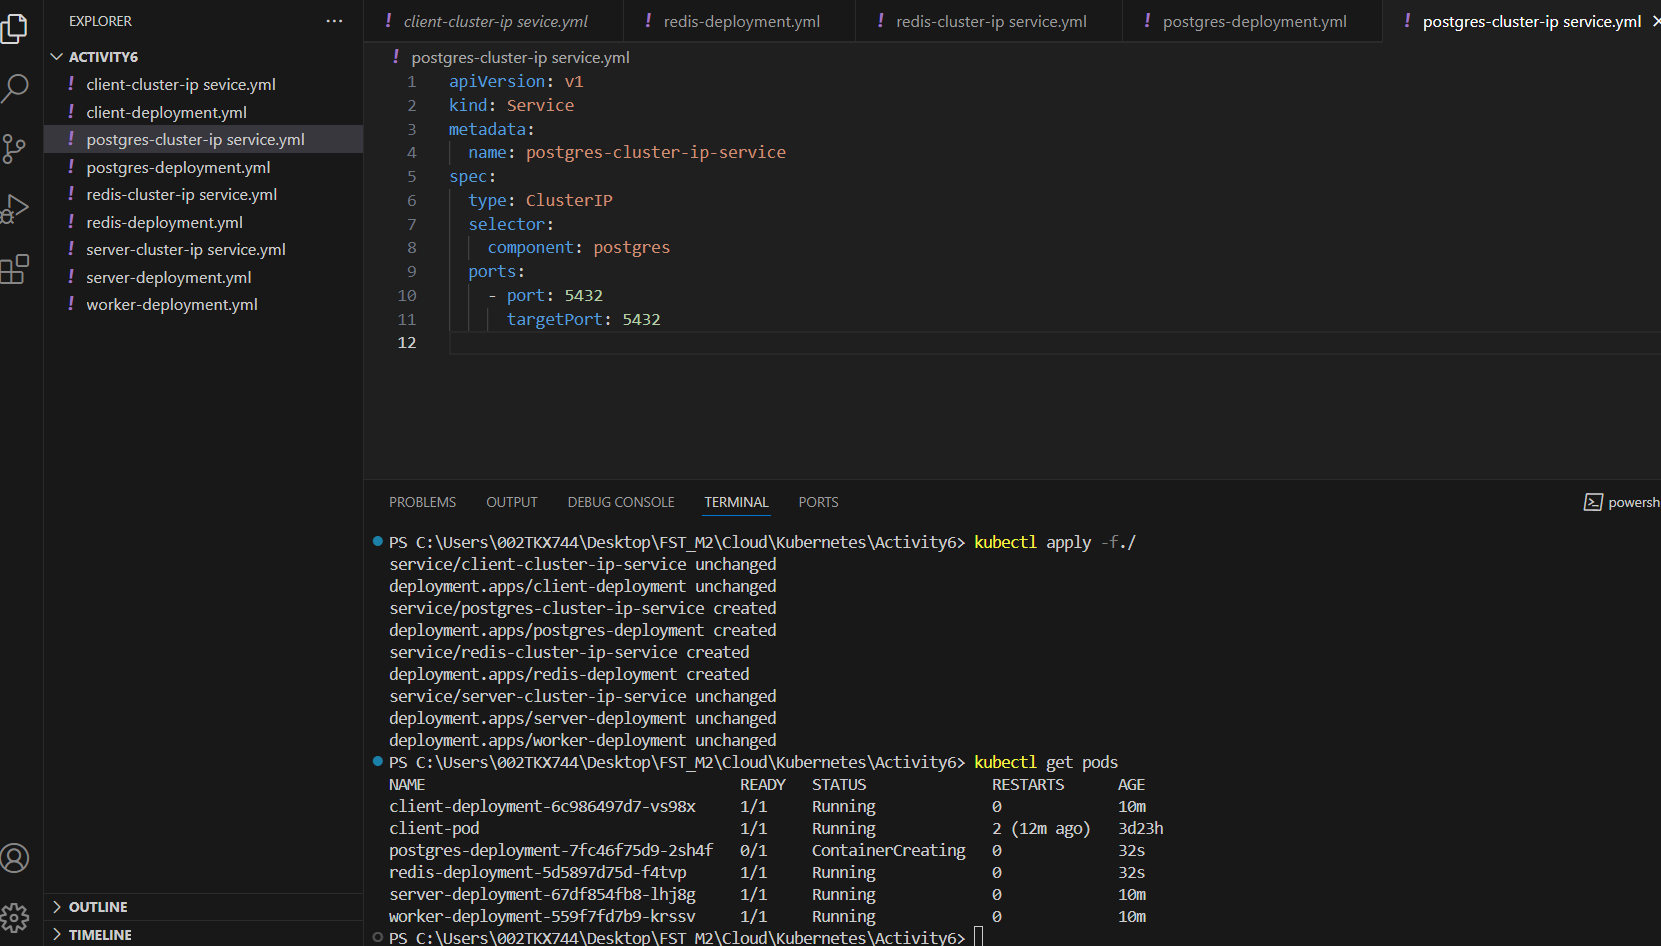 EXPLORER ...
ACTIVITY6
! client-cluster-ip sevice.yml
! client-deployment.yml
! postgres-cluster-ip service.yml
! postgres-deployment.yml
! redis-cluster-ip service.yml
! redis-deployment.yml
! server-cluster-ip service.yml
! server-deployment.yml
! worker-deployment.yml
OUTLINE
TIMELINE
! client-cluster-ip sevice.yml ! redis-deployment.yml ! redis-cluster-ip service.yml ! postgres-deployment.yml ! postgres-cluster-ip service.yml
! postgres-cluster-ip service.yml
1 apiVersion: v1
2 kind: Service
3 metadata:
4 name: postgres-cluster-ip-service
5 spec:
6 type: ClusterIP
7 selector:
8 component: postgres
9 ports:
10 - port: 5432
11 targetPort: 5432
12
PROBLEMS OUTPUT DEBUG CONSOLE TERMINAL PORTS powersh
PS C:\Users\002TKX744\Desktop\FST_M2\Cloud\Kubernetes\Activity6> kubectl apply -f./
service/client-cluster-ip-service unchanged
deployment.apps/client-deployment unchanged
service/postgres-cluster-ip-service created
deployment.apps/postgres-deployment created
service/redis-cluster-ip-service created
deployment.apps/redis-deployment created
service/server-cluster-ip-service unchanged
deployment.apps/server-deployment unchanged
deployment.apps/worker-deployment unchanged
PS C:\Users\002TKX744\Desktop\FST_M2\Cloud\Kubernetes\Activity6> kubectl get pods
NAME READY STATUS RESTARTS AGE
client-deployment-6c986497d7-vs98x 1/1 Running 0 10m
client-pod 1/1 Running 2 (12m ago) 3d23h
postgres-deployment-7fc46f75d9-2sh4f 0/1 ContainerCreating 0 32s
redis-deployment-5d5897d75d-f4tvp 1/1 Running 0 32s
server-deployment-67df854fb8-lhj8g 1/1 Running 0 10m
worker-deployment-559f7fd7b9-krssv 1/1 Running 0 10m
PS C:\Users\002TKX744\Desktop\FST_M2\Cloud\Kubernetes\Activity6>